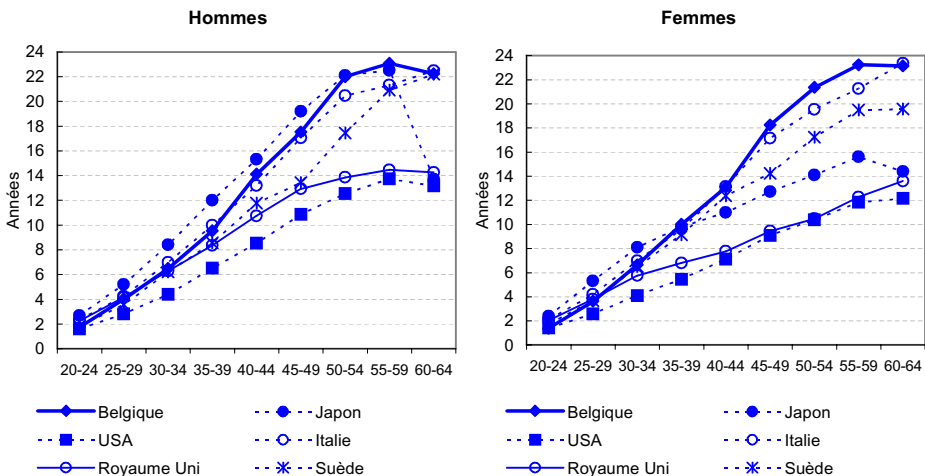 Hommes
Années
24
22
20
18
16
14
12
10
8
6
4
2
0
20-24 25-29 30-34 35-39 40-44 45-49 50-54 55-59 60-64
Belgique Japon
USA Italie
Royaume Uni Suède
Femmes
Années
24
22
20
18
16
14
12
10
8
6
4
2
0
20-24 25-29 30-34 35-39 40-44 45-49 50-54 55-59 60-64
Belgique Japon
USA Italie
Royaume Uni Suède